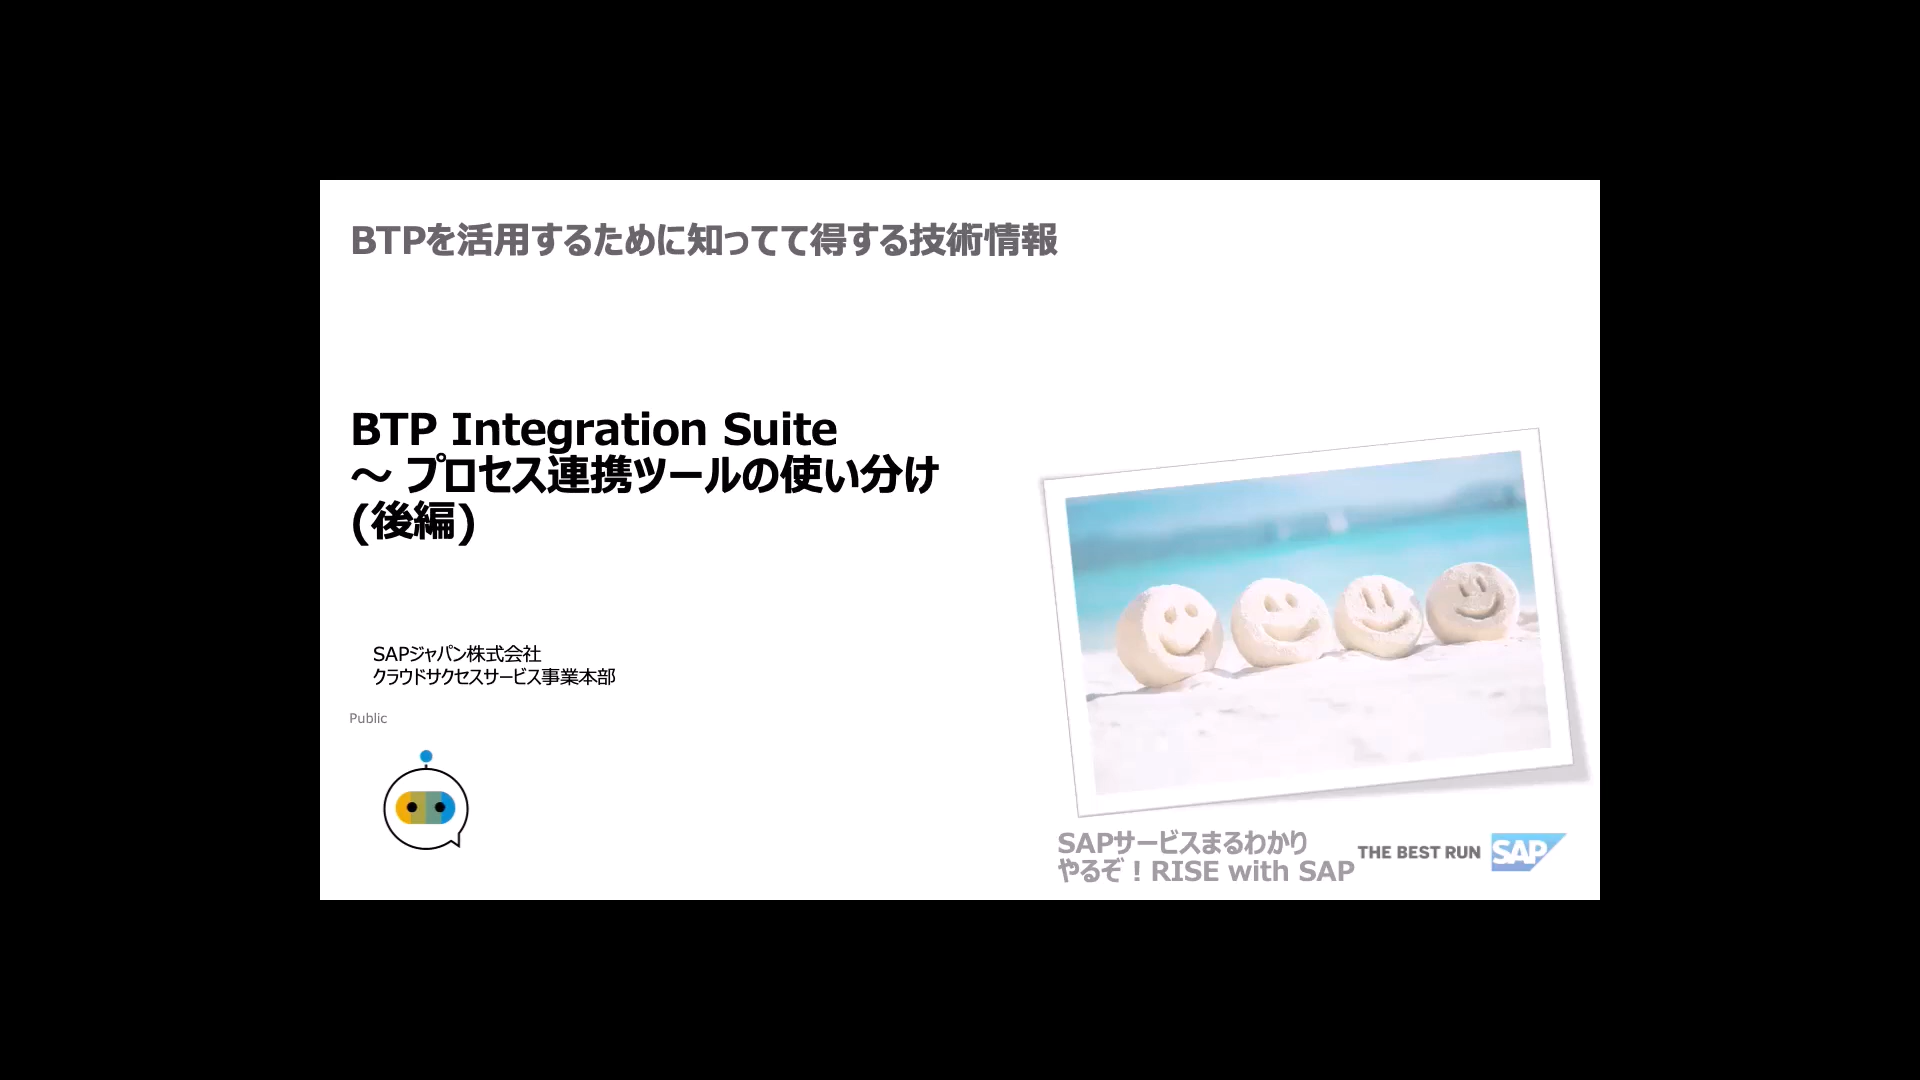 BTPを活用するために知ってて得する技術情報
BTP Integration Suite
～ プロセス連携ツールの使い分け
(後編)
SAPジャパン株式会社
クラウドサクセスサービス事業本部
Public
SAPサービスまるわかり
やるぞ！RISE with SAP
THE BEST RUN SAP